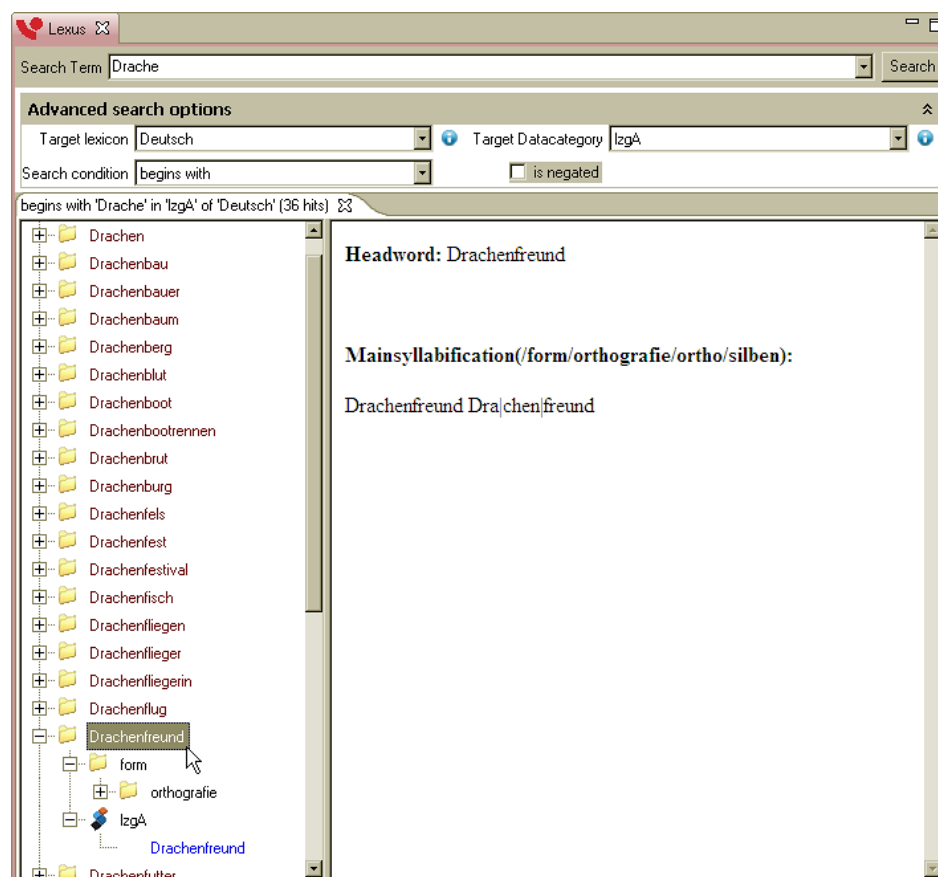 Lexus
Search Term Drache Search
Advanced search options
Target lexicon Deutsch Target Datacategory lzgA
Search condition begins with is negated
begins with 'Drache' in 'lzgA' of 'Deutsch' (36 hits)
Drachen
Drachenbau
Drachenbauer
Drachenbaum
Drachenberg
Drachenblut
Drachenboot
Drachenbootrennen
Drachenbrut
Drachenburg
Drachenfels
Drachenfest
Drachenfestival
Drachenfisch
Drachenfliegen
Drachenflieger
Drachenfliegerin
Drachenflug
Drachenfreund
form
orthografie
lzgA
Drachenfreund
Drachenfutter
Headword: Drachenfreund
Mainsyllabification(/form/orthografie/ortho/silben):
Drachenfreund Dra|chen|freund